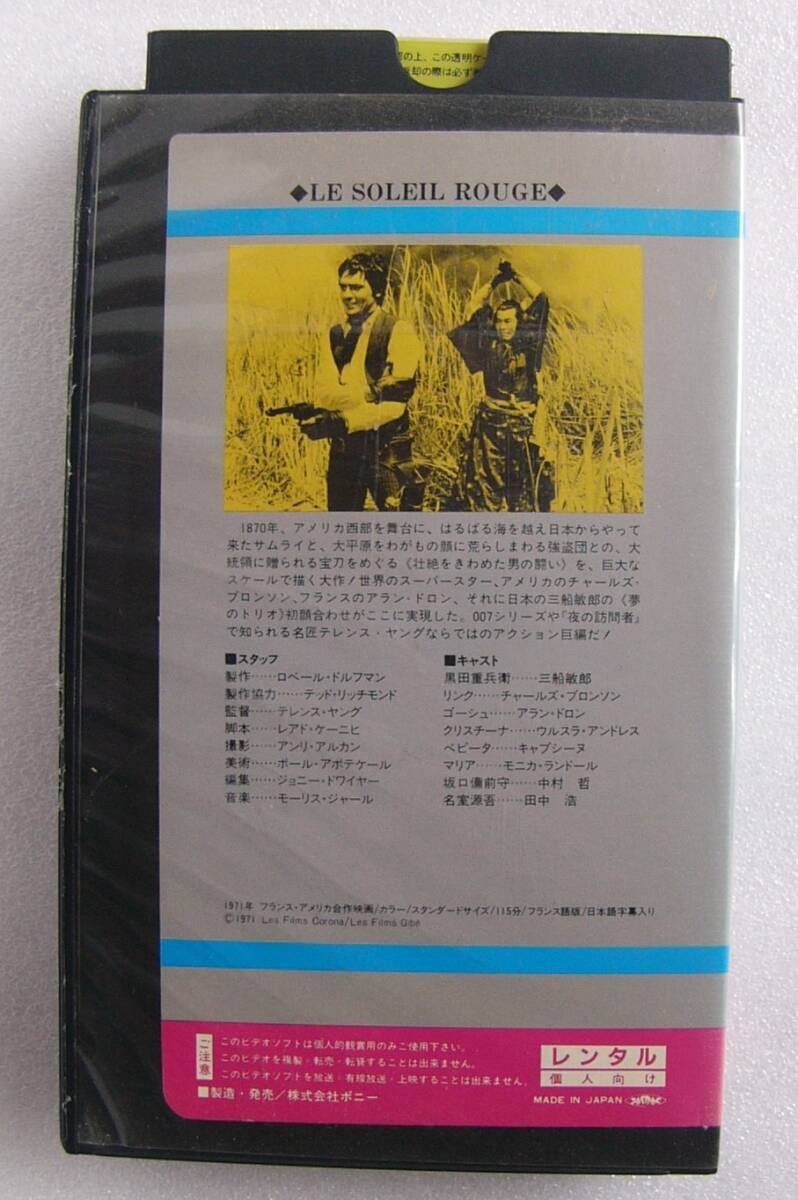 部の上、この透明ケー
返却の際は必ず
◆LE SOLEIL ROUGE◆
1870年、アメリカ西部を舞台に、はるばる海を越え日本からやって
来たサムライと、大平原をわがもの顔に荒らしまわる強盗団との、大
統領に贈られる宝刀をめぐる《壮絶をきわめた男の闘い》を、巨大な
スケールで描く大作！世界のスーパースター、アメリカのチャールズ・
ブロンソン、フランスのアラン・ドロン、それに日本の三船敏郎の《夢
のトリオ》初顔合わせがここに実現した。007シリーズや「夜の訪問者」
で知られる名匠テレンス・ヤングならではのアクション巨編だ！
■スタッフ
製作……ロベール・ドルフマン
製作協力……テッド・リッチモンド
監督……テレンス・ヤング
脚本……レアド・ケーニヒ
撮影……アンリ・アルカン
美術……ポール・アポテケール
編集……ジョニー・ドワイヤー
音楽……モーリス・ジャール
■キャスト
黒田重兵衛……三船敏郎
リンク……チャールズ・ブロンソン
ゴーシュ……アラン・ドロン
クリスチーナ……ウルスラ・アンドレス
ペピータ……キャプシーヌ
マリア……モニカ・ランドール
坂口備前守……中村 哲
名室源吾……田中 浩
1971年 フランス・アメリカ合作映画/カラー/スタンダードサイズ/115分/フランス語版/日本語字幕入り
©1971 Les Films Corona/Les Films Gibé
ご注意
このビデオソフトは個人的鑑賞用のみご使用下さい。
このビデオを複製・転売・転貸することは出来ません。
このビデオソフトを放送・有線放送・上映することは出来ません。
■製造・発売／株式会社ポニー
レンタル
個人向け
MADE IN JAPAN